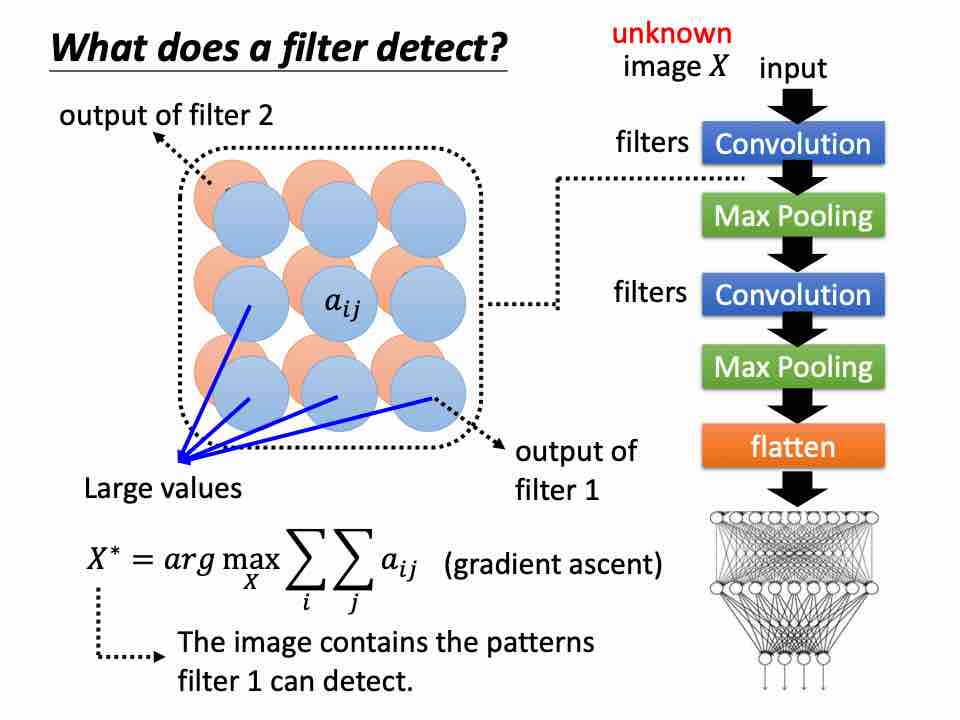 What does a filter detect?
unknown
image X
input
output of filter 2
filters
Convolution
Max Pooling
filters
Convolution
Max Pooling
flatten
a_{ij}
output of
filter 1
Large values
X^* = arg max_X ∑_i ∑_j a_{ij} (gradient ascent)
The image contains the patterns
filter 1 can detect.